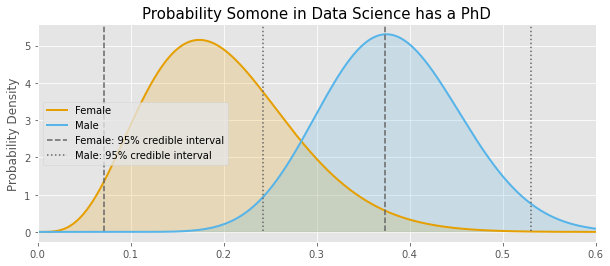 Probability Somone in Data Science has a PhD
Probability Density
5
4
3
2
1
0
Female
Male
Female: 95% credible interval
Male: 95% credible interval
0.0 0.1 0.2 0.3 0.4 0.5 0.6